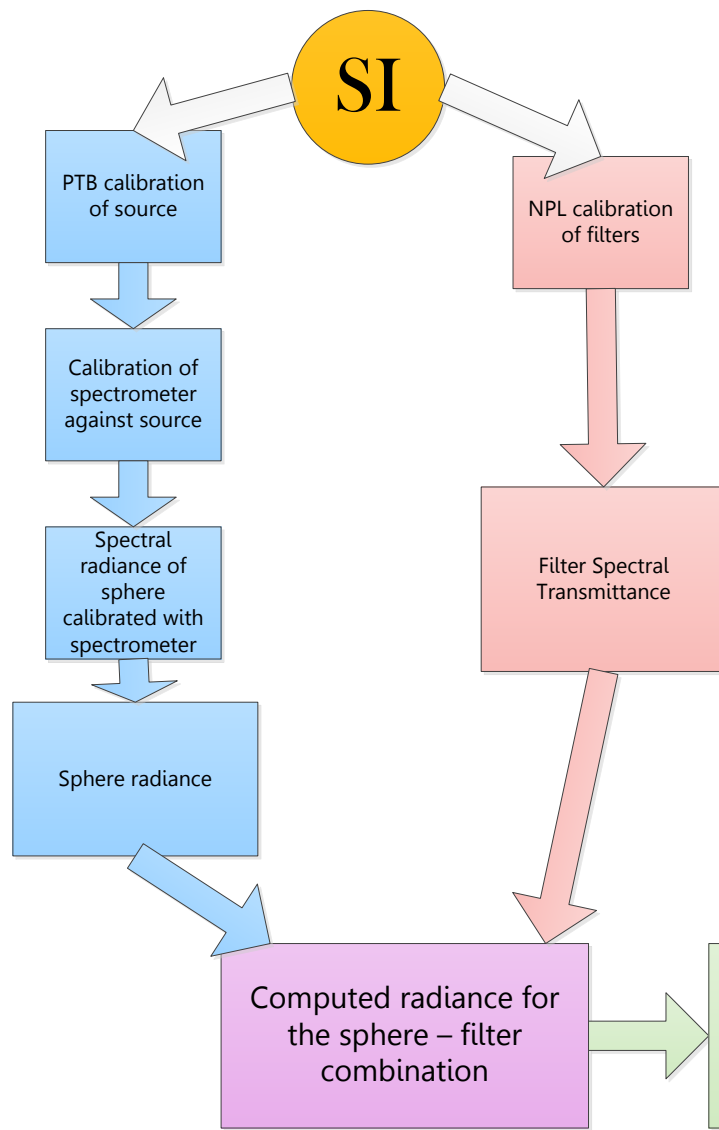 SI
PTB calibration
of source
NPL calibration
of filters
Calibration of
spectrometer
against source
Spectral
radiance of
sphere
calibrated with
spectrometer
Filter Spectral
Transmittance
Sphere radiance
Computed radiance for
the sphere – filter
combination